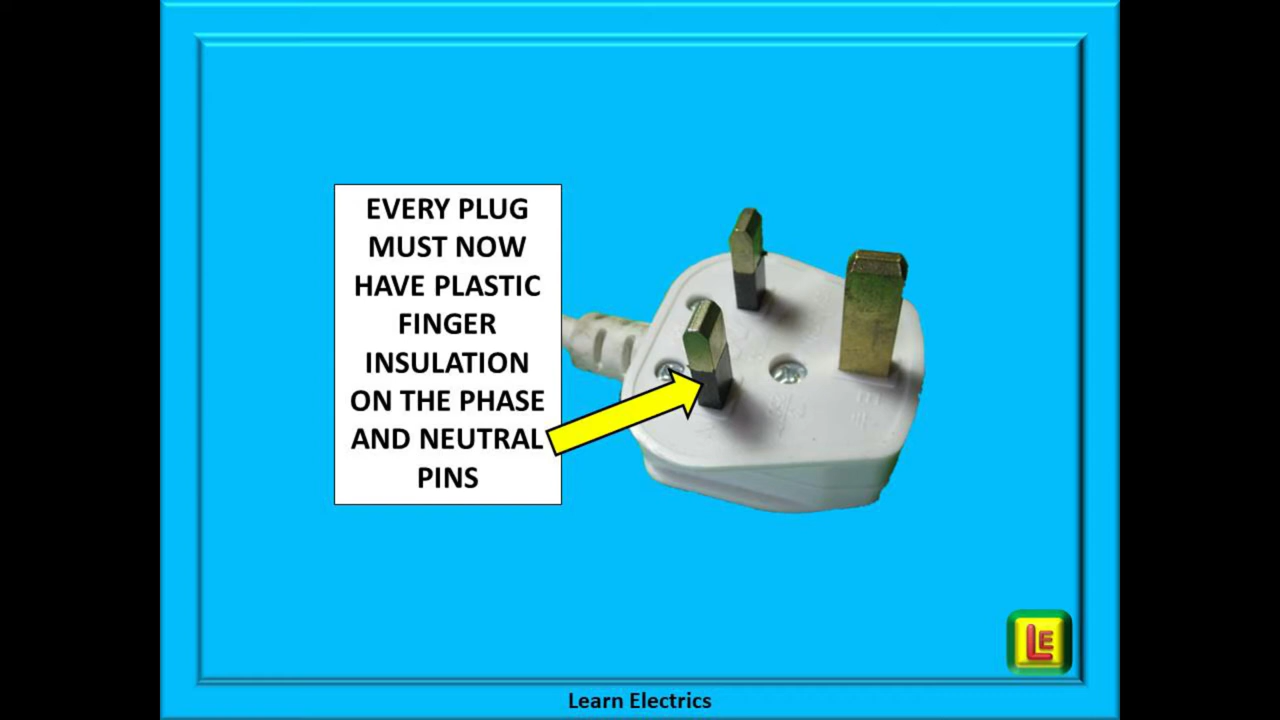 EVERY PLUG
MUST NOW
HAVE PLASTIC
FINGER
INSULATION
ON THE PHASE
AND NEUTRAL
PINS
LE
Learn Electrics